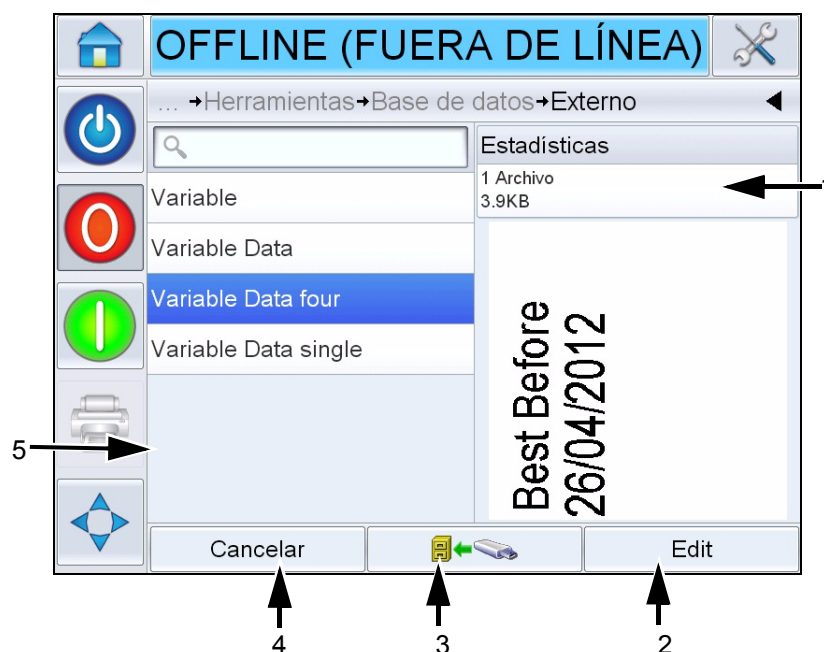 OFFLINE (FUERA DE LÍNEA)
... →Herramientas→Base de datos→Externo
Estadísticas
1 Archivo
3.9KB
Variable
Variable Data
Variable Data four
Variable Data single
Best Before
26/04/2012
5
Cancelar
Edit
4
3
2